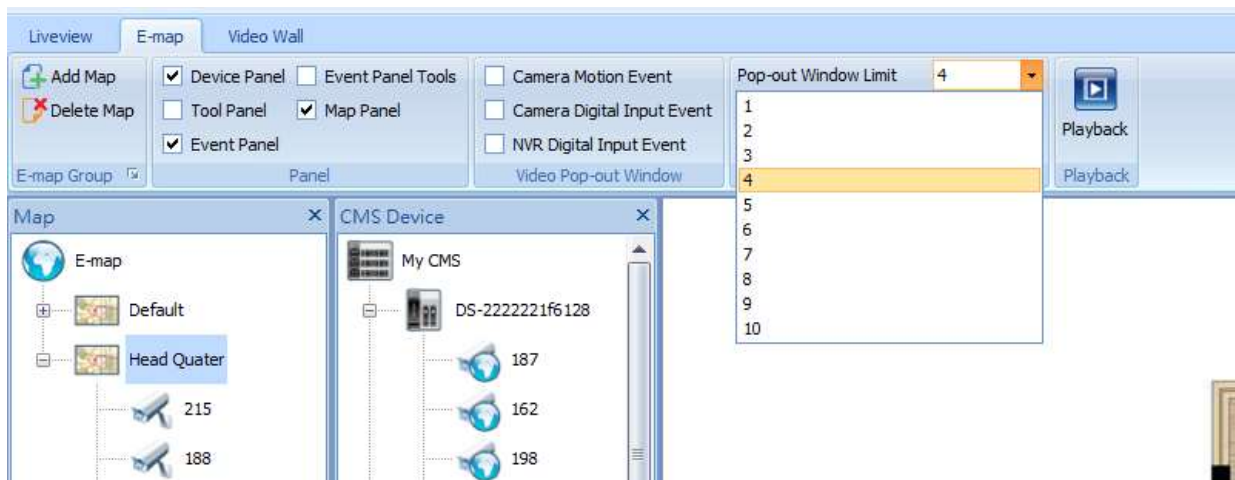 Liveview E-map Video Wall
Add Map Device Panel Event Panel Tools Camera Motion Event Pop-out Window Limit 4
Delete Map Tool Panel Map Panel Camera Digital Input Event 1
2 Playback
Event Panel NVR Digital Input Event 3
E-map Group Panel Video Pop-out Window 4 Playback
Map CMS Device 5
6
E-map My CMS 7
8
Default DS-2222221f6128 9
10
Head Quater 187
215 162
188 198